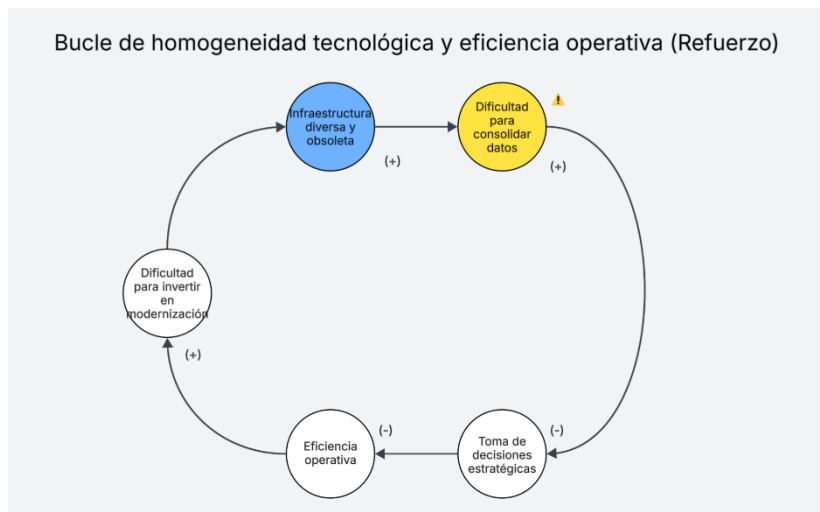 Bucle de homogeneidad tecnológica y eficiencia operativa (Refuerzo)
Infraestructura
diversa y
obsoleta
(+)
Dificultad
para
consolidar
datos
(+)
Dificultad
para invertir
en
modernización
(+)
Eficiencia
operativa
(-)
Toma de
decisiones
estratégicas
(-)